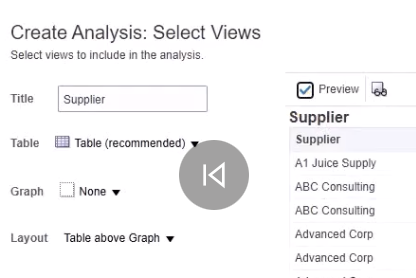 Create Analysis: Select Views
Select views to include in the analysis.
Title Supplier
Table Table (recommended)
Graph None
Layout Table above Graph
Preview
Supplier
Supplier
A1 Juice Supply
ABC Consulting
ABC Consulting
Advanced Corp
Advanced Corp